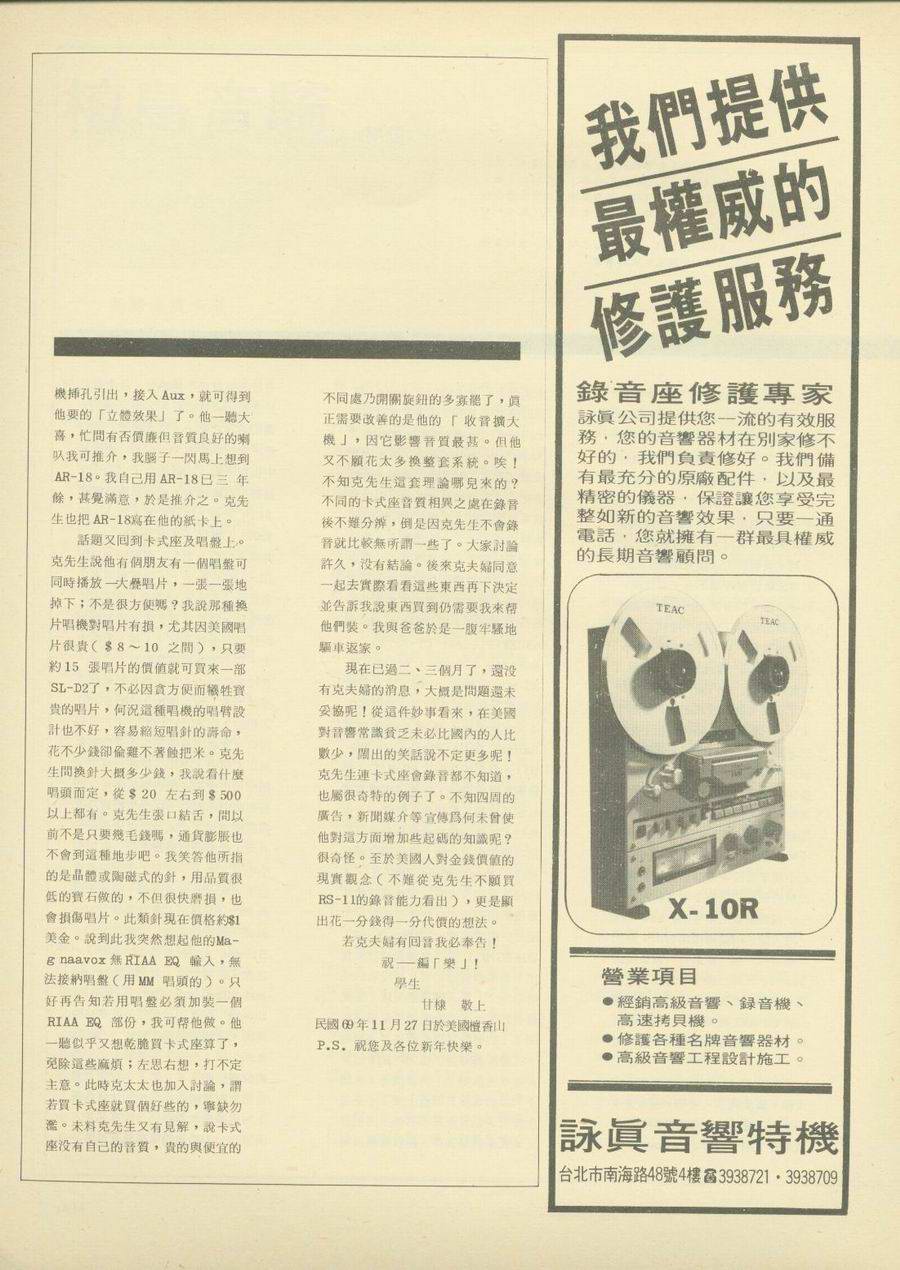 機揷孔引出，接入 Aux，就可得到
他要的「立體效果」了。他一聽大
喜，忙問有否價廉但音質良好的喇
叭我可推介，我腦子一閃馬上想到
AR-18。我自己用 AR-18已三 年
餘，甚覺滿意，於是推介之。克先
生也把 AR-18寫在他的紙卡上。
話題又回到卡式座及唱盤上。
克先生說他有個朋友有一個唱盤可
同時播放一大疊唱片，一張一張地
掉下；不是很方便嗎？我說那種換
片唱機對唱片有損，尤其因美國唱
片很貴（ $8～10 之間），只要
約15 張唱片的價值就可買來一部
SL-D2了，不必因貪方便而犧牲寶
貴的唱片，何況這種唱機的唱臂設
計也不好，容易縮短唱針的壽命，
花不少錢卻偷雞不著蝕把米。克先
生問換針大概多少錢，我說看什麼
唱頭而定，從 $20 左右到 $500
以上都有。克先生張口結舌，問以
前不是只要幾毛錢嗎，通貨膨脹也
不會到這種地步吧。我笑答他所指
的是晶體或陶磁式的針，用品質很
低的寶石做的，不但很快磨損，也
會損傷唱片。此類針現在價格約$1
美金。說到此我突然想起他的Ma-
g naavox 無 RIAA EQ 輸入，無
法接納唱盤（用MM 唱頭的）。只
好再告知若用唱盤必須加裝一個
RIAA EQ 部份，我可帮他做。他
一聽似乎又想乾脆買卡式座算了，
免除這些麻煩；左思右想，打不定
主意。此時克太太也加入討論，謂
若買卡式座就買個好些的，寧缺勿
濫。未料克先生又有見解，說卡式
座沒有自己的音質，貴的與便宜的
不同處乃開關旋鈕的多寡罷了，眞
正需要改善的是他的「 收音擴大
機 」，因它影響音質最甚。但他
又不願花太多換整套系統。唉！
不知克先生這套理論哪兒來的？
不同的卡式座音質相異之處在錄音
後不難分辨，倒是因克先生不會錄
音就比較無所謂一些了。大家討論
許久，没有結論。後來克夫婦同意
一起去實際看看這些東西再下決定
並告訴我說東西買到仍需要我來帮
他們裝。我與爸爸於是一腹牢騷地
驅車返家。
現在已過二、三個月了，還没
有克夫婦的消息，大概是問題還未
妥協呢！從這件妙事看來，在美國
對音響常識貧乏未必比國內的人比
數少，鬧出的笑話說不定更多呢！
克先生連卡式座會錄音都不知道，
也屬很奇特的例子了。不知四周的
廣告，新聞媒介等宣傳爲何未曾使
他對這方面增加些起碼的知識呢？
很奇怪。至於美國人對金錢價値的
現實觀念（不難從克先生不願買
RS-11的錄音能力看出），更是顯
出花一分錢得一分代價的想法。
若克夫婦有回音我必奉告！
祝——編「樂」！
學生
甘棣 敬上
民國 69 年 11 月 27 日於美國檀香山
P.S. 祝您及各位新年快樂。
我們提供
最權威的
修護服務
錄音座修護專家
詠眞公司提供您一流的有效服
務，您的音響器材在別家修不
好的，我們負責修好。我們備
有最充分的原廠配件，以及最
精密的儀器，保證讓您享受完
整如新的音響效果，只要一通
電話，您就擁有一群最具權威
的長期音響顧問。
TEAC
TEAC
X-10R
營業項目
●經銷高級音響、録音機、
高速拷貝機。
●修護各種名牌音響器材。
●高級音響工程設計施工。
詠眞音響特機
台北市南海路48號4樓☎3938721・3938709